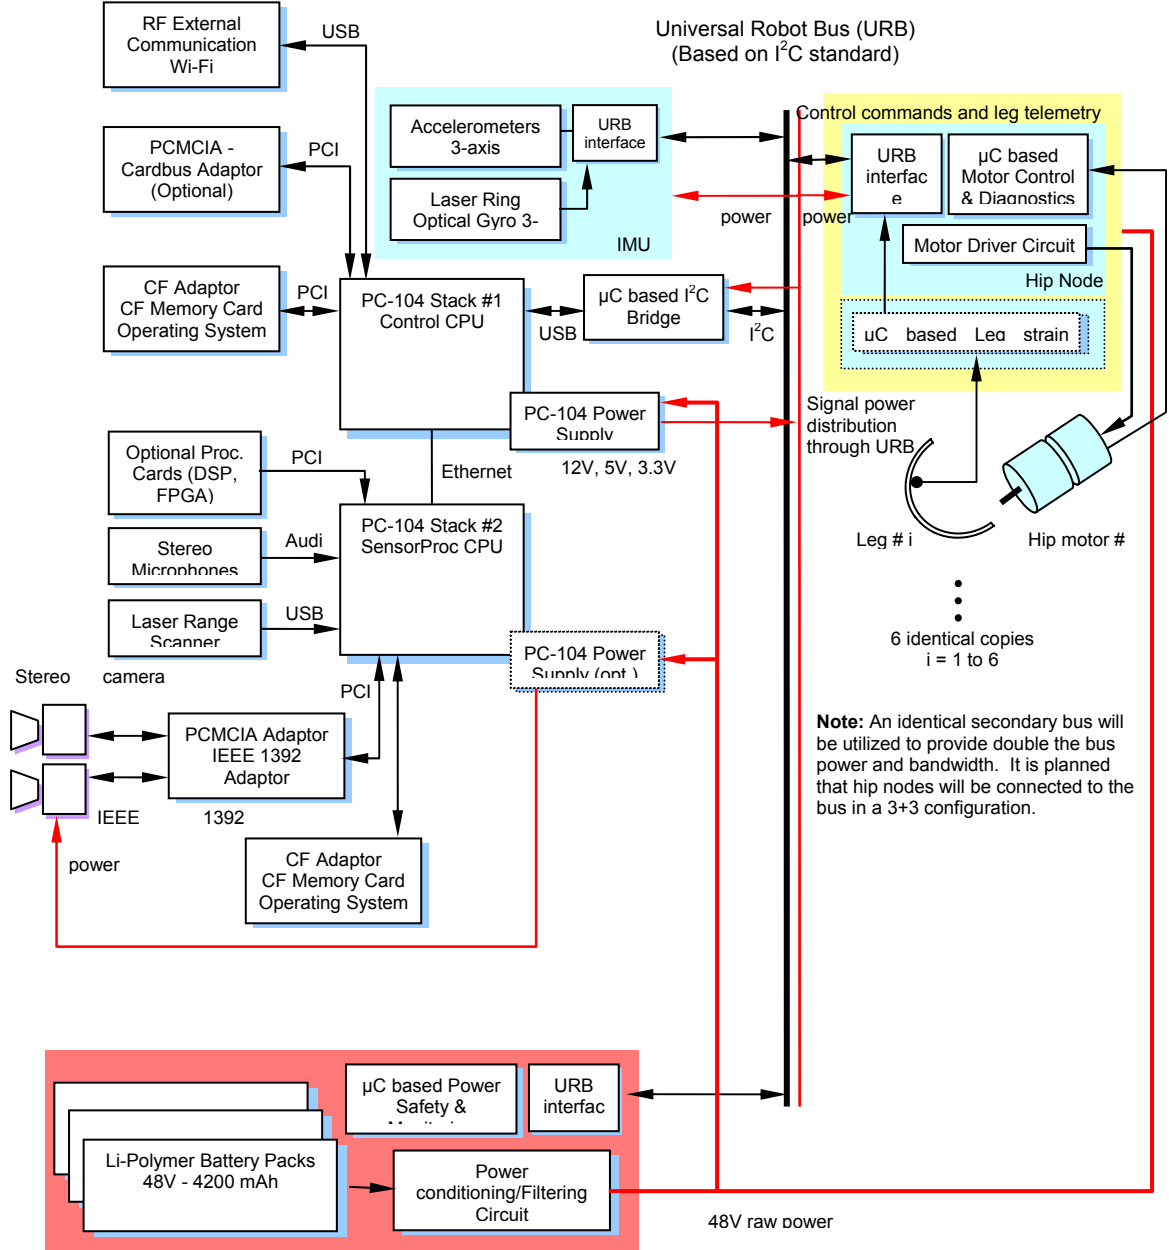 RF External
Communication
Wi-Fi
USB
Universal Robot Bus (URB)
(Based on I²C standard)
PCMCIA -
Cardbus Adaptor
(Optional)
PCI
Accelerometers
3-axis
URB
interface
Laser Ring
Optical Gyro 3-
IMU
power
power
Control commands and leg telemetry
URB
interfac
e
µC based
Motor Control
& Diagnostics
Motor Driver Circuit
Hip Node
µC based Leg strain
CF Adaptor
CF Memory Card
Operating System
PCI
PC-104 Stack #1
Control CPU
USB
µC based I²C
Bridge
I²C
PC-104 Power
Supply
12V, 5V, 3.3V
Signal power
distribution
through URB
Optional Proc.
Cards (DSP,
FPGA)
PCI
Ethernet
PC-104 Stack #2
SensorProc CPU
Stereo
Microphones
Audi
Laser Range
Scanner
USB
PC-104 Power
Supply (opt.)
Leg # i
Hip motor #
6 identical copies
i = 1 to 6
Stereo camera
PCI
PCMCIA Adaptor
IEEE 1392
Adaptor
IEEE 1392
power
CF Adaptor
CF Memory Card
Operating System
Note: An identical secondary bus will
be utilized to provide double the bus
power and bandwidth. It is planned
that hip nodes will be connected to the
bus in a 3+3 configuration.
µC based Power
Safety &
URB
interfac
Li-Polymer Battery Packs
48V - 4200 mAh
Power
conditioning/Filtering
Circuit
48V raw power